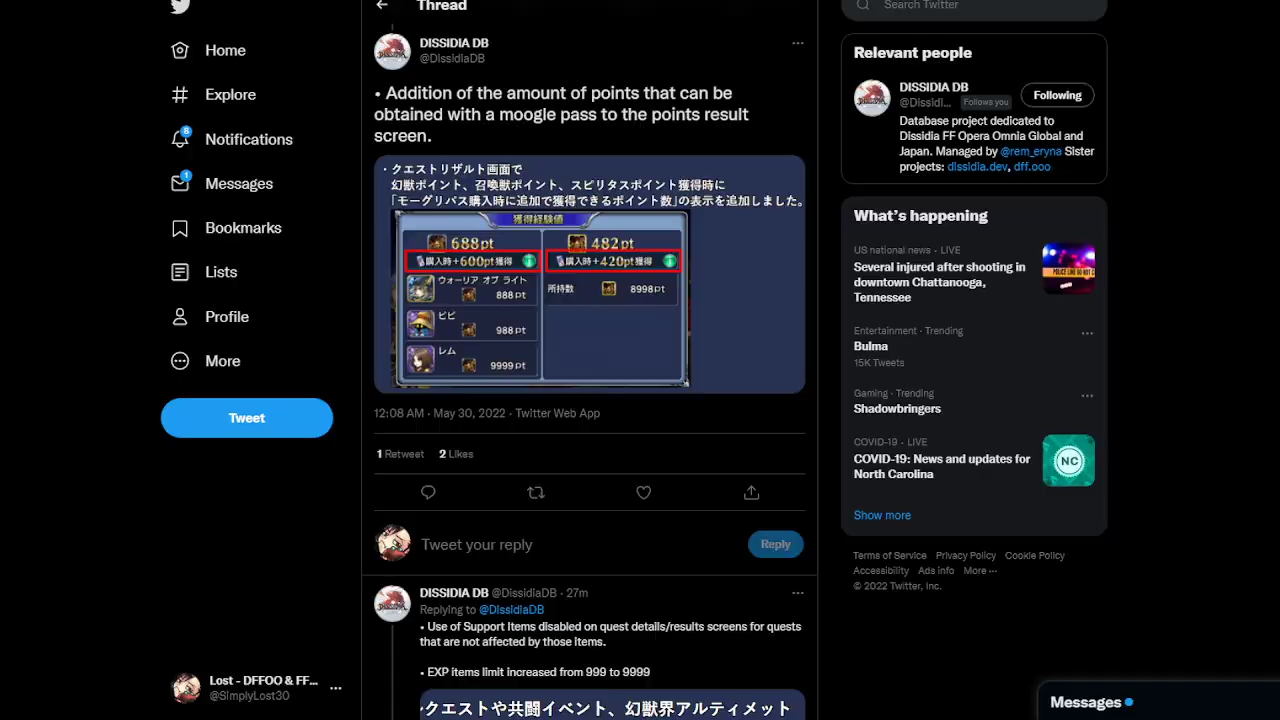 Thread
Search Twitter
Home
Explore
8
Notifications
1
Messages
Bookmarks
Lists
Profile
More
Tweet
Lost - DFFOO & FF...
@SimplyLost30
DISSIDIA DB
@DissidiaDB
• Addition of the amount of points that can be
obtained with a moogle pass to the points result
screen.
・クエストリザルト画面で
幻獣ポイント、召喚獣ポイント、スピリタスポイント獲得時に
「モーグリパス購入時に追加で獲得できるポイント数」の表示を追加しました。
獲得経験値
688pt
購入時+600pt獲得
ウォーリア オブ ライト
888pt
ビビ
988pt
レム
9999pt
482pt
購入時+420pt獲得
所持数 8998pt
12:08 AM · May 30, 2022 · Twitter Web App
1 Retweet 2 Likes
Tweet your reply
Reply
DISSIDIA DB @DissidiaDB · 27m
Replying to @DissidiaDB
• Use of Support Items disabled on quest details/results screens for quests
that are not affected by those items.
• EXP items limit increased from 999 to 9999
・クエストや共闘イベント、幻獣界アルティメット
Relevant people
DISSIDIA DB
@Dissidi... Follows you
Following
Database project dedicated to
Dissidia FF Opera Omnia Global and
Japan. Managed by @rem_eryna Sister
projects: dissidia.dev, dff.ooo
What's happening
US national news · LIVE
Several injured after shooting in
downtown Chattanooga,
Tennessee
Entertainment · Trending
Bulma
15K Tweets
Gaming · Trending
Shadowbringers
COVID-19 · LIVE
COVID-19: News and updates for
North Carolina
NC
Show more
Terms of Service Privacy Policy Cookie Policy
Accessibility Ads info More ···
© 2022 Twitter, Inc.
Messages